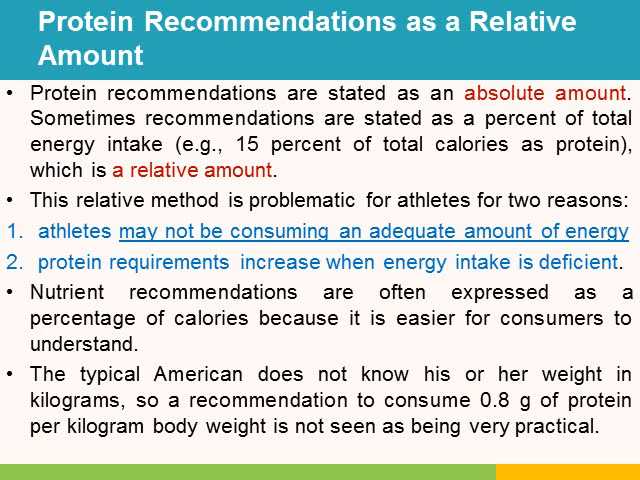 Protein Recommendations as a Relative
Amount
• Protein recommendations are stated as an absolute amount.
Sometimes recommendations are stated as a percent of total
energy intake (e.g., 15 percent of total calories as protein),
which is a relative amount.
• This relative method is problematic for athletes for two reasons:
1. athletes may not be consuming an adequate amount of energy
2. protein requirements increase when energy intake is deficient.
• Nutrient recommendations are often expressed as a
percentage of calories because it is easier for consumers to
understand.
• The typical American does not know his or her weight in
kilograms, so a recommendation to consume 0.8 g of protein
per kilogram body weight is not seen as being very practical.